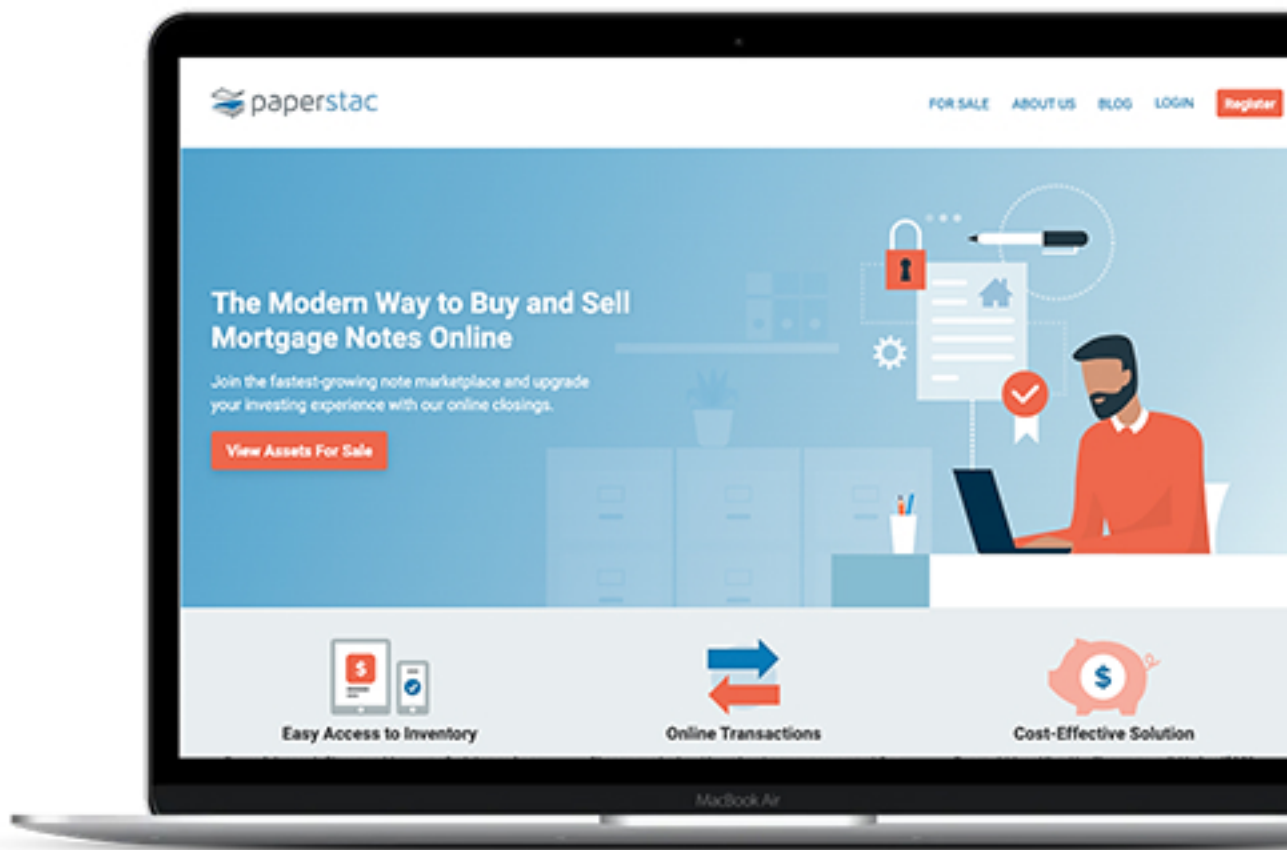 paperstac
FOR SALE ABOUT US BLOG LOGIN Register
The Modern Way to Buy and Sell
Mortgage Notes Online
Join the fastest-growing note marketplace and upgrade
your investing experience with our online closings.
View Assets For Sale
$
$
Easy Access to Inventory
Online Transactions
Cost-Effective Solution
MacBook Air